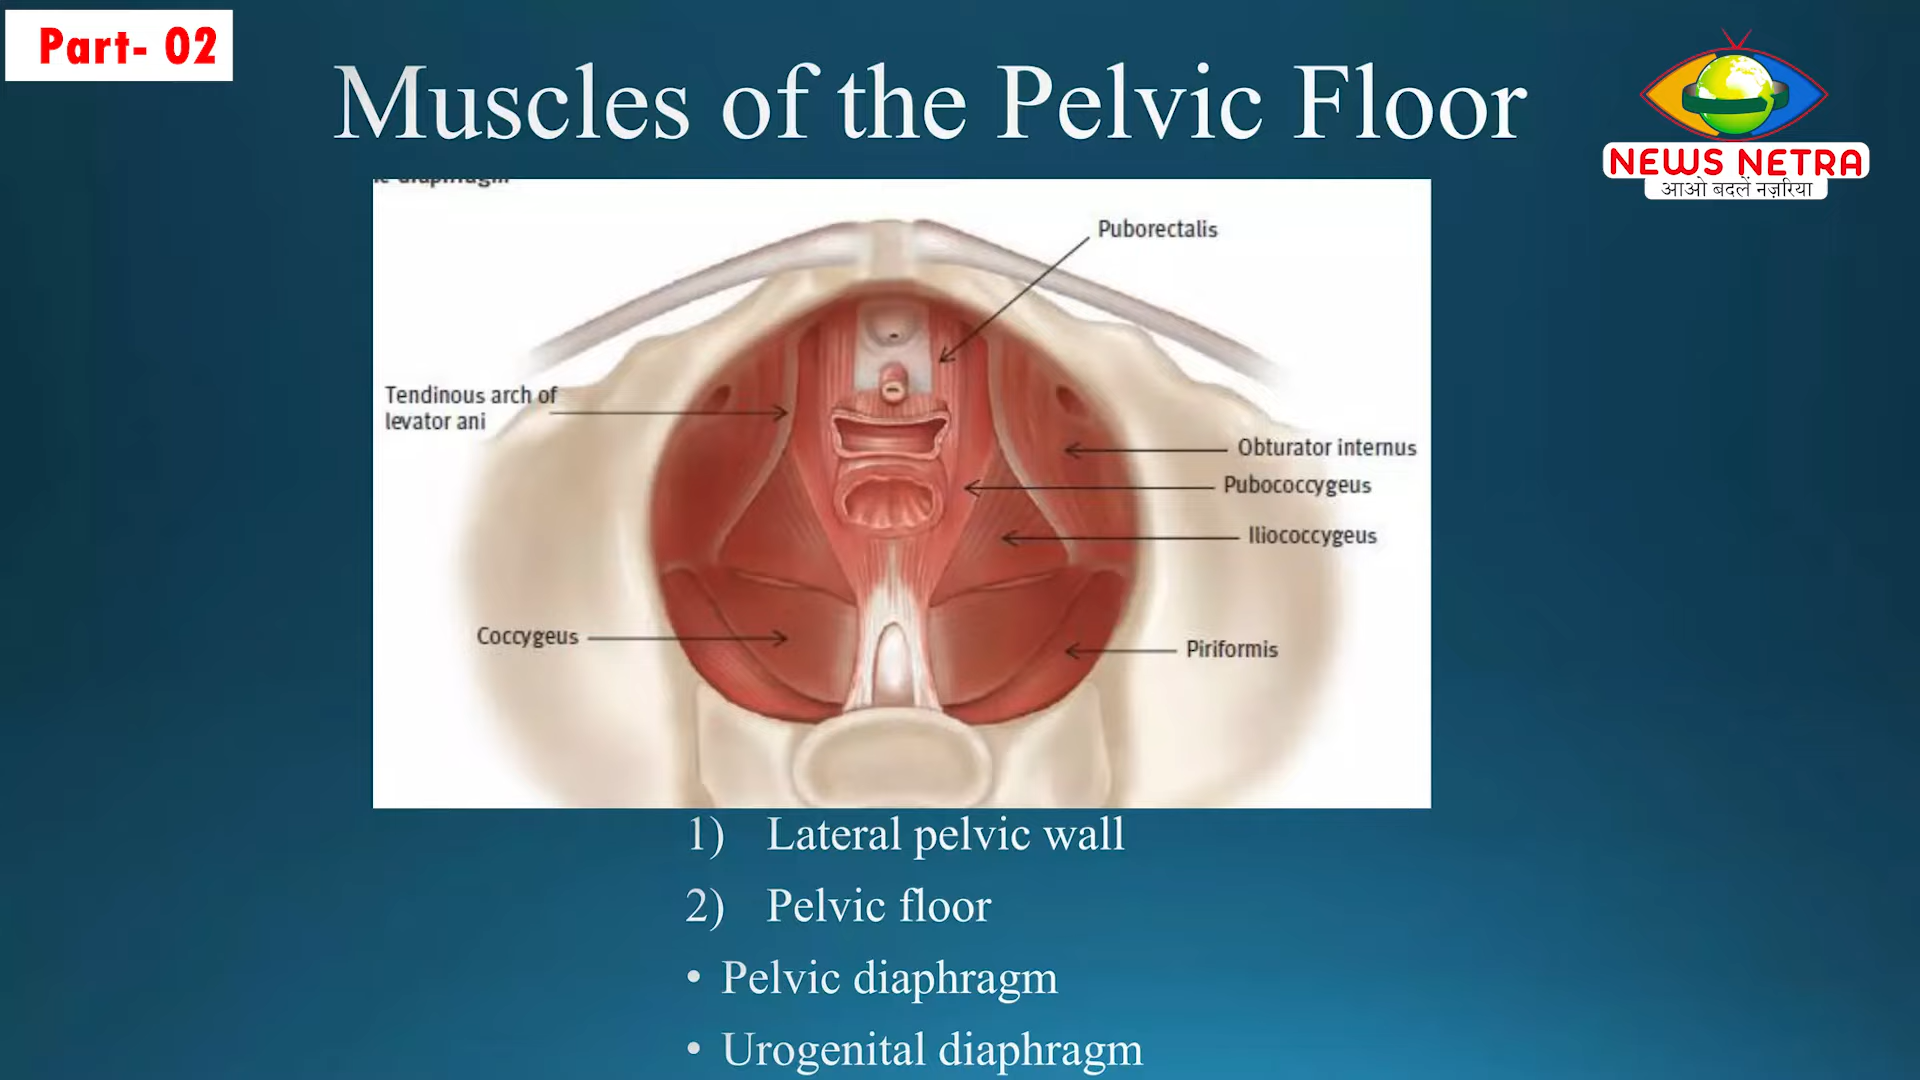 Part- 02
Muscles of the Pelvic Floor
NEWS NETRA
आओ बदलें नज़रिया
diaphragm
Puborectalis
Tendinous arch of
levator ani
Obturator internus
Pubococcygeus
Iliococcygeus
Coccygeus
Piriformis
1) Lateral pelvic wall
2) Pelvic floor
• Pelvic diaphragm
• Urogenital diaphragm